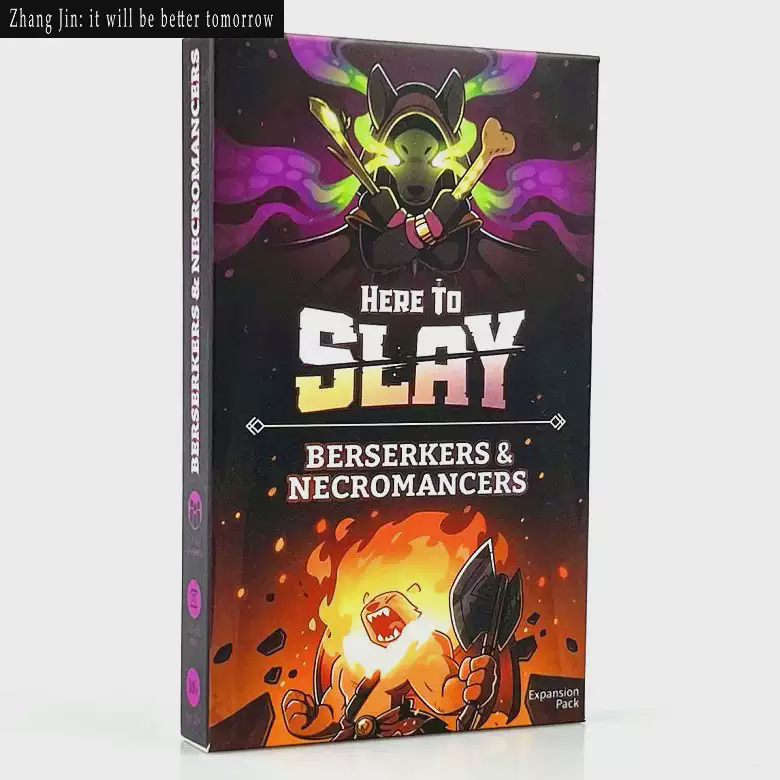 Zhang Jin: it will be better tomorrow
BERSERKERS & NECROMANCERS
HERE TO
SLAY
BERSERKERS &
NECROMANCERS
Expansion
Pack